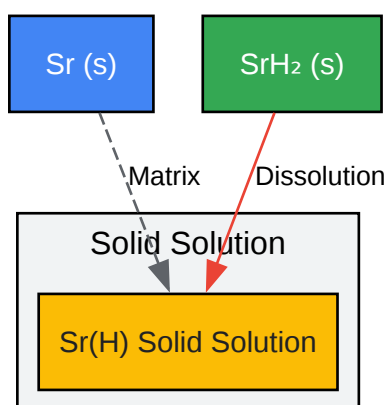 Sr (s)
SrH₂ (s)
Matrix
Dissolution
Solid Solution
Sr(H) Solid Solution